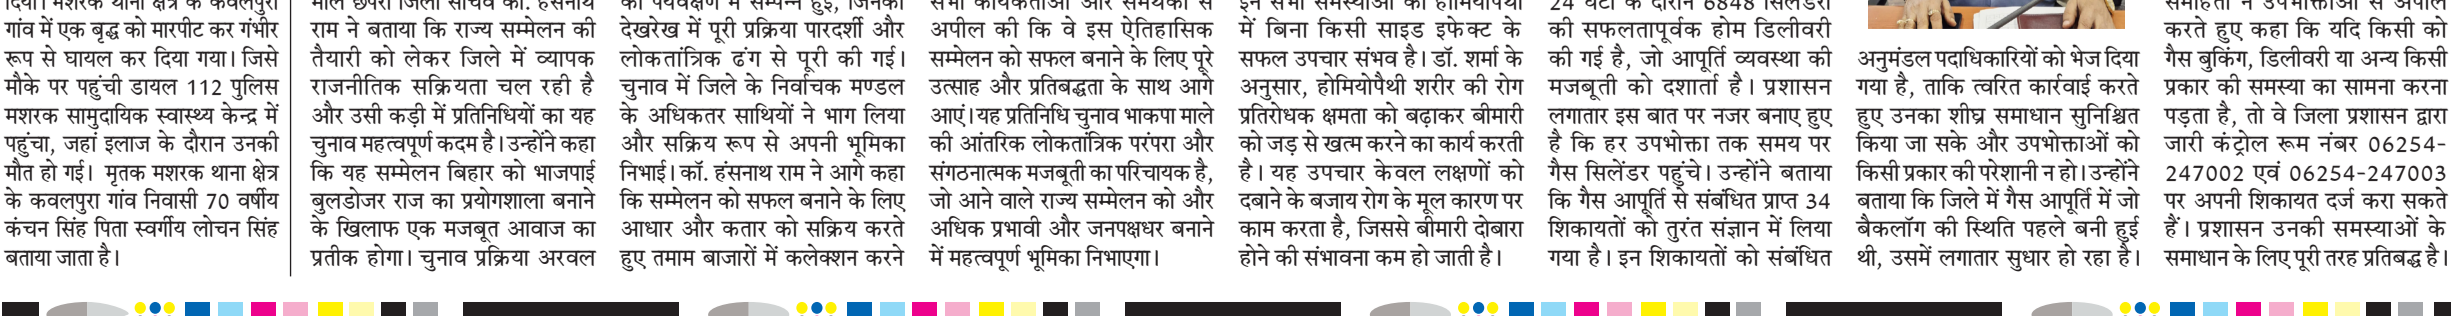 गांव में एक बृद्ध को मारपीट कर गंभीर
रूप से घायल कर दिया गया। जिसे
मौके पर पहुंची डायल 112 पुलिस
मशरक सामुदायिक स्वास्थ्य केन्द्र में
पहुंचा, जहां इलाज के दौरान उनकी
मौत हो गई। मृतक मशरक थाना क्षेत्र
के कवलपुरा गांव निवासी 70 वर्षीय
कंचन सिंह पिता स्वर्गीय लोचन सिंह
बताया जाता है।
राम ने बताया कि राज्य सम्मेलन की
तैयारी को लेकर जिले में व्यापक
राजनीतिक सक्रियता चल रही है
और उसी कड़ी में प्रतिनिधियों का यह
चुनाव महत्वपूर्ण कदम है। उन्होंने कहा
कि यह सम्मेलन बिहार को भाजपाई
बुलडोजर राज का प्रयोगशाला बनाने
के खिलाफ एक मजबूत आवाज का
प्रतीक होगा। चुनाव प्रक्रिया अरवल
देखरेख में पूरी प्रक्रिया पारदर्शी और
लोकतांत्रिक ढंग से पूरी की गई।
चुनाव में जिले के निर्वाचक मण्डल
के अधिकतर साथियों ने भाग लिया
और सक्रिय रूप से अपनी भूमिका
निभाई। कॉ. हंसनाथ राम ने आगे कहा
कि सम्मेलन को सफल बनाने के लिए
आधार और कतार को सक्रिय करते
हुए तमाम बाजारों में कलेक्शन करने
अपील की कि वे इस ऐतिहासिक
सम्मेलन को सफल बनाने के लिए पूरे
उत्साह और प्रतिबद्धता के साथ आगे
आएं।यह प्रतिनिधि चुनाव भाकपा माले
की आंतरिक लोकतांत्रिक परंपरा और
संगठनात्मक मजबूती का परिचायक है,
जो आने वाले राज्य सम्मेलन को और
अधिक प्रभावी और जनपक्षधर बनाने
में महत्वपूर्ण भूमिका निभाएगा।
इन सभी समस्याओं का होमियोपैथी
में बिना किसी साइड इफेक्ट के
सफल उपचार संभव है। डॉ. शर्मा के
अनुसार, होमियोपैथी शरीर की रोग
प्रतिरोधक क्षमता को बढ़ाकर बीमारी
को जड़ से खत्म करने का कार्य करती
है। यह उपचार केवल लक्षणों को
दबाने के बजाय रोग के मूल कारण पर
काम करता है, जिससे बीमारी दोबारा
होने की संभावना कम हो जाती है।
24 घंटों के दौरान 6848 सिलेंडरों
की सफलतापूर्वक होम डिलीवरी
की गई है, जो आपूर्ति व्यवस्था की
मजबूती को दर्शाता है। प्रशासन
लगातार इस बात पर नजर बनाए हुए
है कि हर उपभोक्ता तक समय पर
गैस सिलेंडर पहुंचे। उन्होंने बताया
कि गैस आपूर्ति से संबंधित प्राप्त 34
शिकायतों को तुरंत संज्ञान में लिया
गया है। इन शिकायतों को संबंधित
अनुमंडल पदाधिकारियों को भेज दिया
गया है, ताकि त्वरित कार्रवाई करते
हुए उनका शीघ्र समाधान सुनिश्चित
किया जा सके और उपभोक्ताओं को
किसी प्रकार की परेशानी न हो। उन्होंने
बताया कि जिले में गैस आपूर्ति में जो
बैकलॉग की स्थिति पहले बनी हुई
थी, उसमें लगातार सुधार हो रहा है।
करते हुए कहा कि यदि किसी को
गैस बुकिंग, डिलीवरी या अन्य किसी
प्रकार की समस्या का सामना करना
पड़ता है, तो वे जिला प्रशासन द्वारा
जारी कंट्रोल रूम नंबर 06254-
247002 एवं 06254-247003
पर अपनी शिकायत दर्ज करा सकते
हैं। प्रशासन उनकी समस्याओं के
समाधान के लिए पूरी तरह प्रतिबद्ध है।